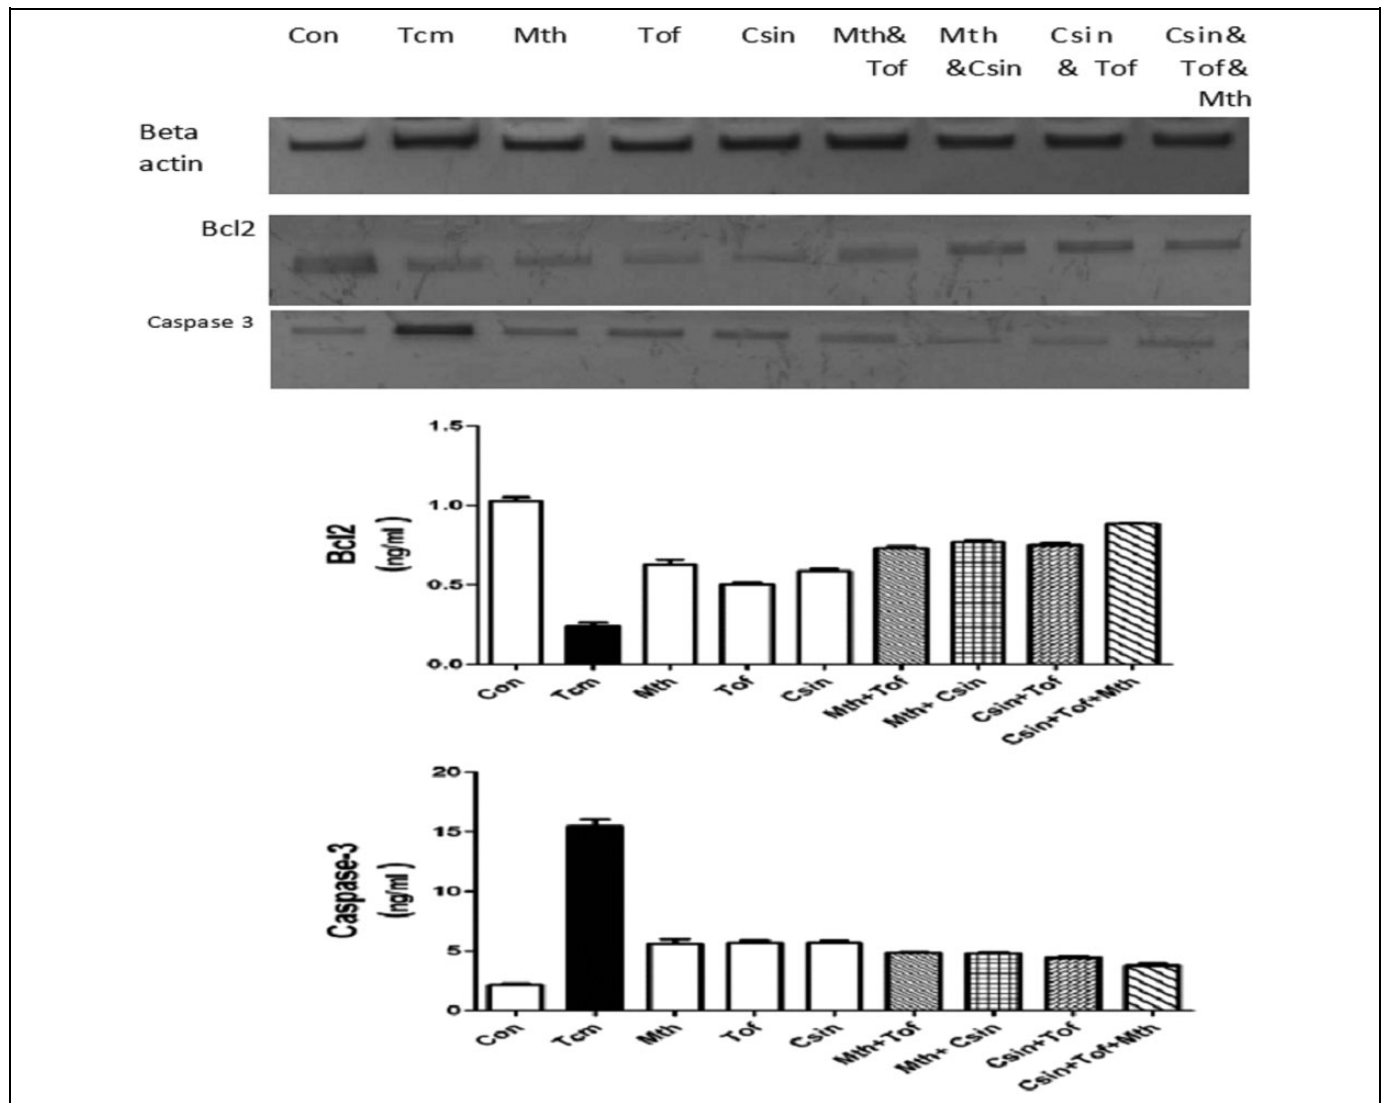 Con Tcm Mth Tof Csin Mth& Mth Csin Csin&
Tof &Csin & Tof Tof&
Mth
Beta
actin
Bcl2
Caspase 3
1.5
1.0
0.5
0.0
Bcl2
(ng/ml )
Con Tcm Mth Tof Csin Mth+Tof Mth+ Csin Csin+Tof Csin+Tof+Mth
20
15
10
5
0
Caspase-3
(ng/ml )
Con Tcm Mth Tof Csin Mth+Tof Mth+ Csin Csin+Tof Csin+Tof+Mth